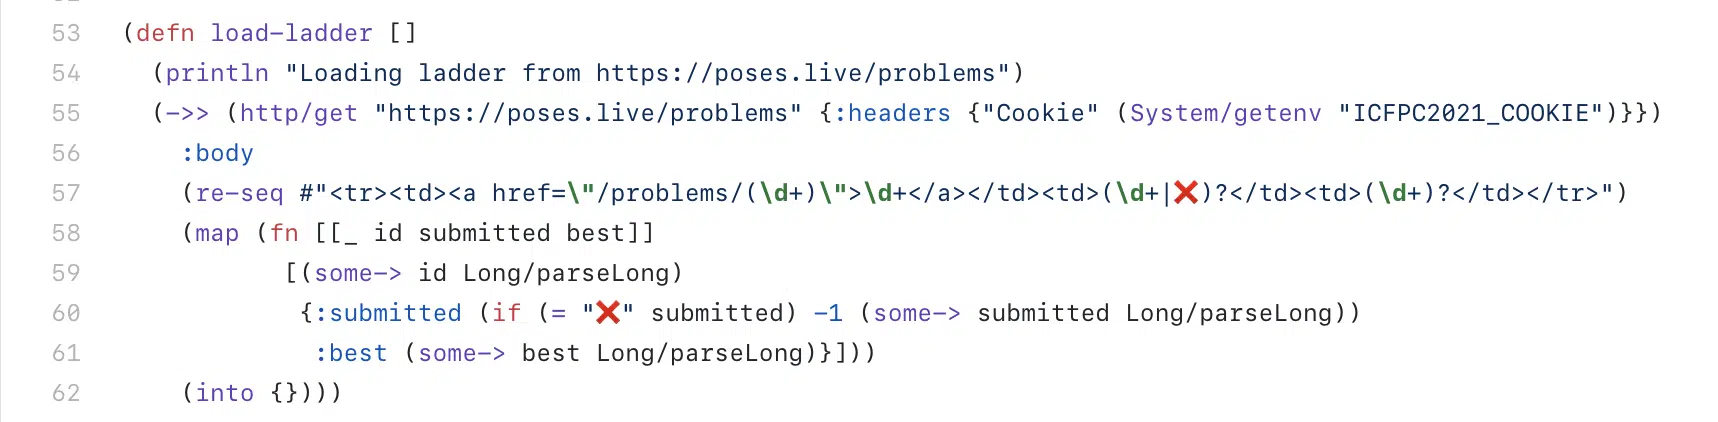 53 (defn load-ladder []
54 (println "Loading ladder from https://poses.live/problems")
55 (->> (http/get "https://poses.live/problems" {:headers {"Cookie" (System/getenv "ICFPC2021_COOKIE")}})
56 :body
57 (re-seq #"<tr><td><a href=\"/problems/(\d+)\">\d+</a></td><td>(\d+|❌)?</td><td>(\d+)?</td></tr>")
58 (map (fn [[_ id submitted best]]
59 [(some-> id Long/parseLong)
60 {:submitted (if (= "❌" submitted) -1 (some-> submitted Long/parseLong))
61 :best (some-> best Long/parseLong)}]))
62 (into {})))